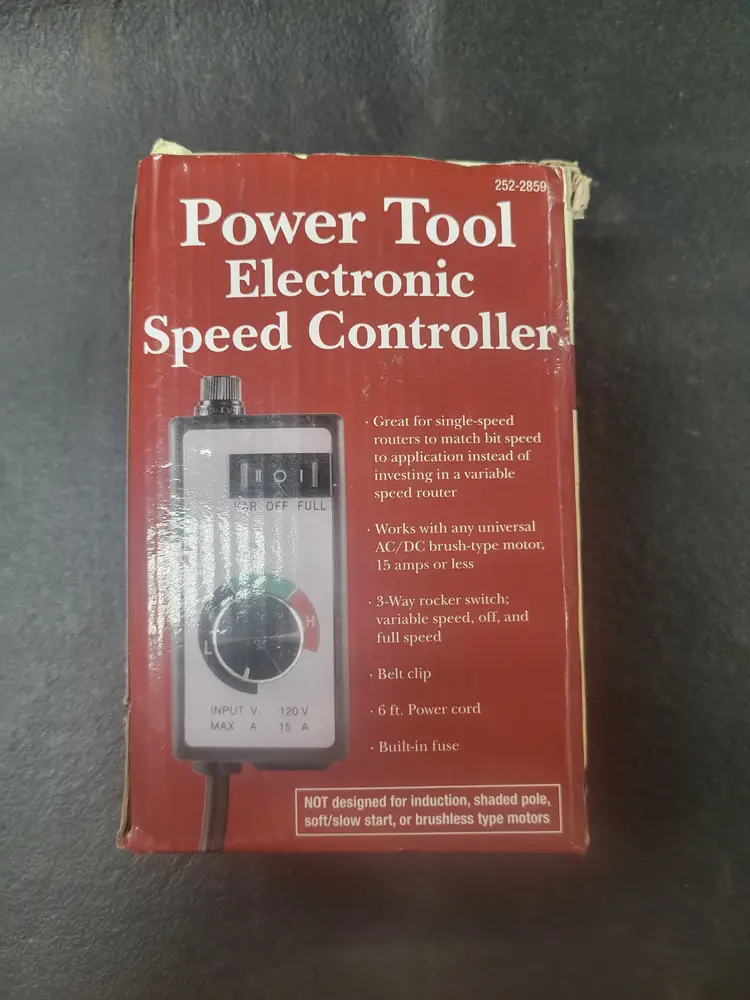 252-2859
Power Tool
Electronic
Speed Controller
· Great for single-speed
routers to match bit speed
to application instead of
investing in a variable
speed router
· Works with any universal
AC/DC brush-type motor,
15 amps or less
· 3-Way rocker switch;
variable speed, off, and
full speed
· Belt clip
· 6 ft. Power cord
· Built-in fuse
OFF FULL
L
H
INPUT V. 120 V
MAX A 15 A
NOT designed for induction, shaded pole,
soft/slow start, or brushless type motors